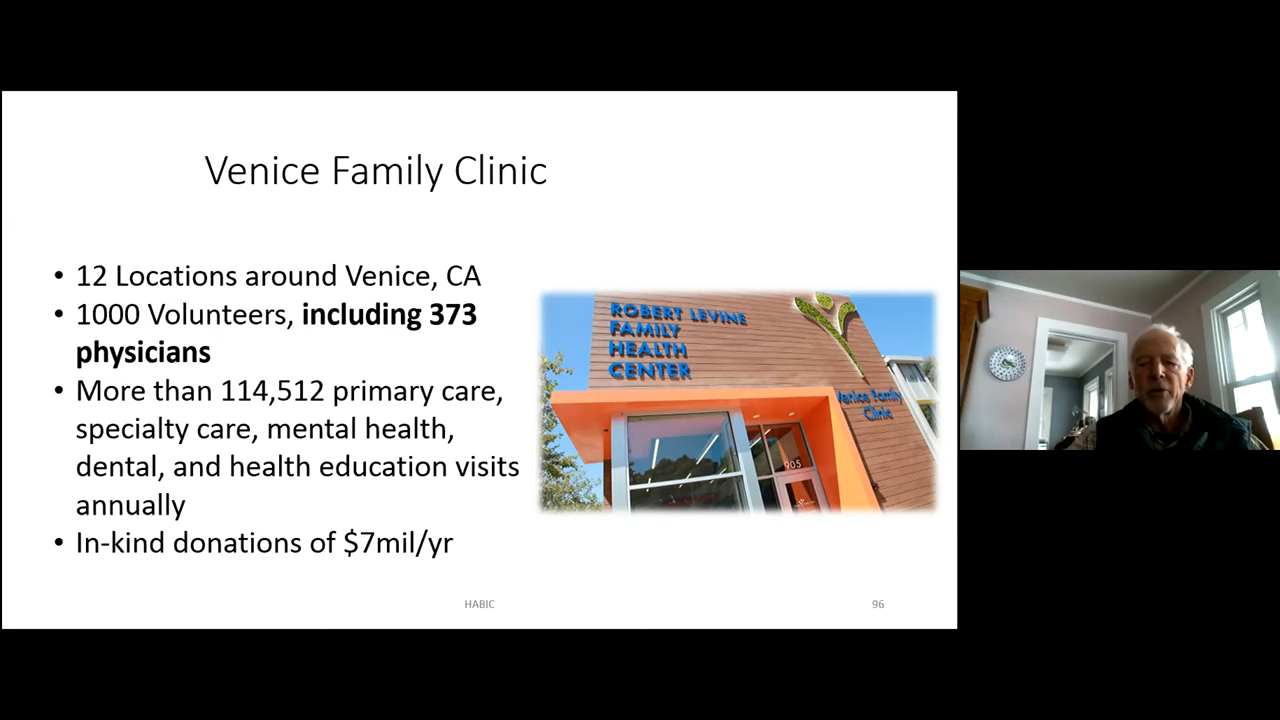 Venice Family Clinic
• 12 Locations around Venice, CA
• 1000 Volunteers, including 373
physicians
• More than 114,512 primary care,
specialty care, mental health,
dental, and health education visits
annually
• In-kind donations of $7mil/yr
ROBERT LEVINE
FAMILY
HEALTH
CENTER
Venice Family
Clinic
905
HABIC
96